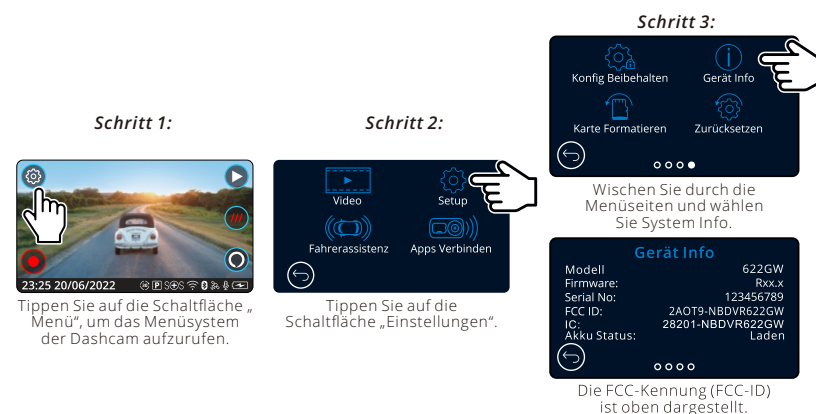 Schritt 1:
23:25 20/06/2022
Tippen Sie auf die Schaltfläche „
Menü“, um das Menüsystem
der Dashcam aufzurufen.
Schritt 2:
Video
Setup
Fahrerassistenz
Apps Verbinden
Tippen Sie auf die
Schaltfläche „Einstellungen“.
Schritt 3:
Konfig Beibehalten
Gerät Info
Karte Formatieren
Zurücksetzen
Wischen Sie durch die
Menüseiten und wählen
Sie System Info.
Gerät Info
Modell 622GW
Firmware: Rxx.x
Serial No: 123456789
FCC ID: 2AOT9-NBDVR622GW
IC: 28201-NBDVR622GW
Akku Status: Laden
Die FCC-Kennung (FCC-ID)
ist oben dargestellt.